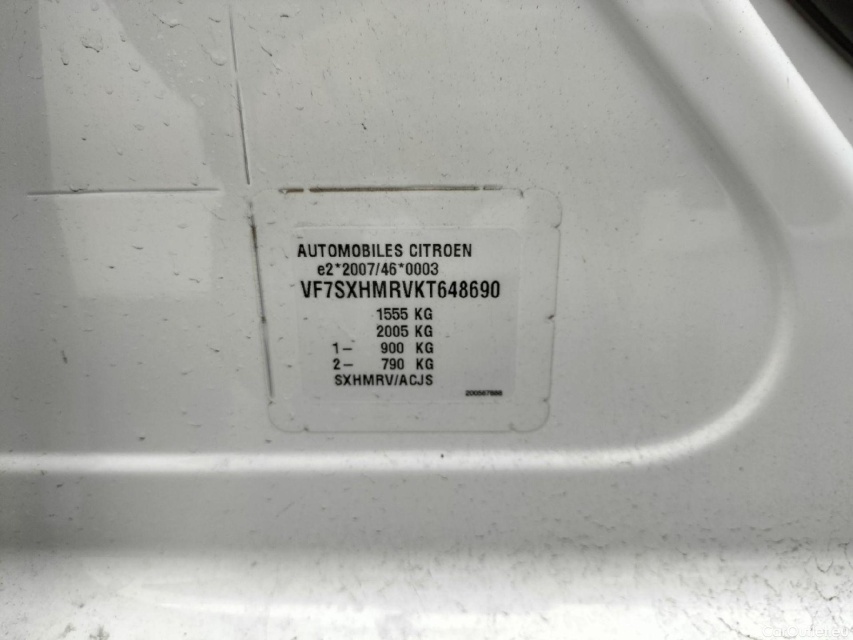 AUTOMOBILES CITROEN
e2*2007/46*0003
VF7SXHMRVKT648690
1555 KG
2005 KG
1- 900 KG
2- 790 KG
SXHMRV/ACJS